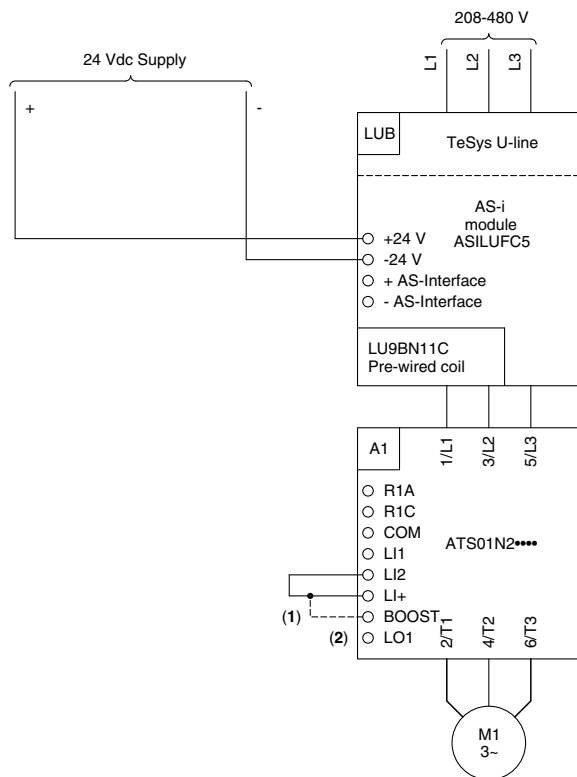 208-480 V
L1
L2
L3
24 Vdc Supply
+
-
LUB
TeSys U-line
AS-i
module
ASILUFC5
+24 V
-24 V
+ AS-Interface
- AS-Interface
LU9BN11C
Pre-wired coil
A1
1/L1
3/L2
5/L3
R1A
R1C
COM
LI1
LI2
LI+
BOOST
LO1
ATS01N2••••
(1)
(2)
2/T1
4/T2
6/T3
M1
3~